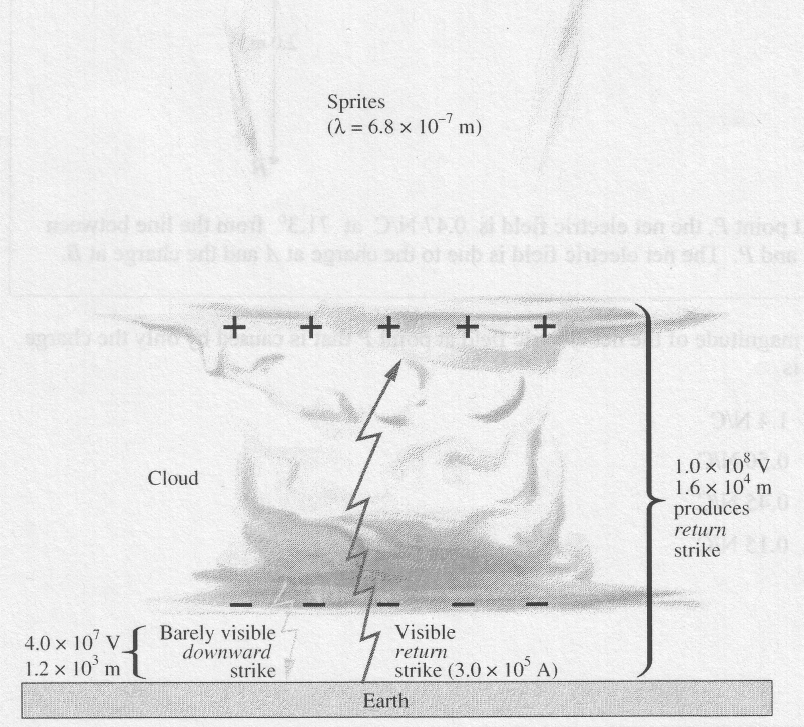 Sprites
(λ = 6.8 × 10⁻⁷ m)
+ + + + +
Cloud
1.0 × 10⁸ V
1.6 × 10⁴ m
produces
return
strike
– – – – –
4.0 × 10⁷ V
1.2 × 10³ m
Barely visible
downward
strike
Visible
return
strike (3.0 × 10⁵ A)
Earth